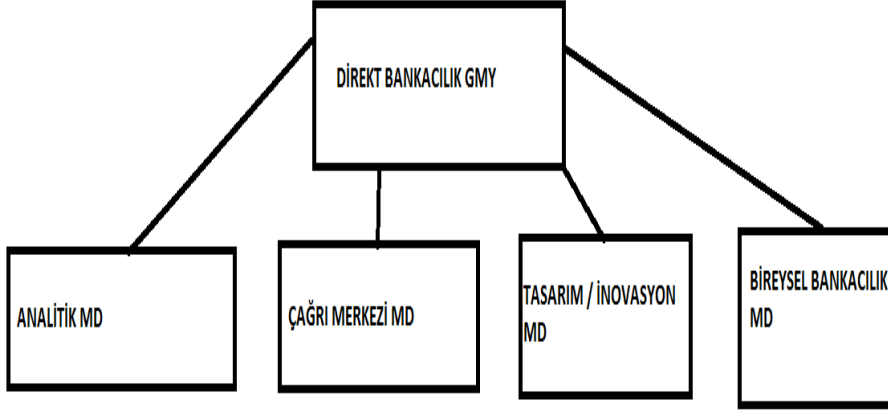 DİREKT BANKACILIK GMY
ANALİTİK MD
ÇAĞRI MERKEZİ MD
TASARIM / İNOVASYON
MD
BİREYSEL BANKACILIK
MD